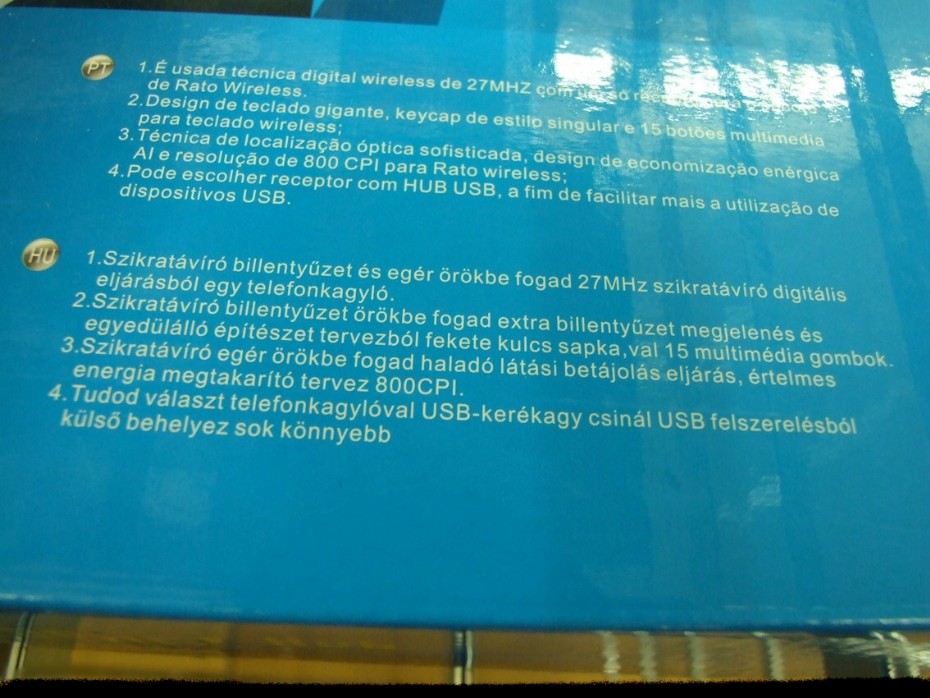 PT
1.É usada técnica digital wireless de 27MHZ com um só
de Rato Wireless.
2.Design de teclado gigante, keycap de estilo singular e 15 botões multimedia
para teclado wireless;
3.Técnica de localização óptica sofisticada, design de economização enérgica
AI e resolução de 800 CPI para Rato wireless;
4.Pode escolher receptor com HUB USB, a fim de facilitar mais a utilização de
dispositivos USB.
HU
1.Szikratávíró billentyűzet és egér örökbe fogad 27MHz szikratávíró digitális
eljárásból egy telefonkagyló.
2.Szikratávíró billentyűzet örökbe fogad extra billentyűzet megjelenés és
egyedülálló építészet tervezból fekete kulcs sapka,val 15 multimédia gombok.
3.Szikratávíró egér örökbe fogad haladó látási betájolás eljárás, értelmes
energia megtakarító tervez 800CPI.
4.Tudod választ telefonkagylóval USB-kerékagy csinál USB felszerelésból
külső behelyez sok könnyebb